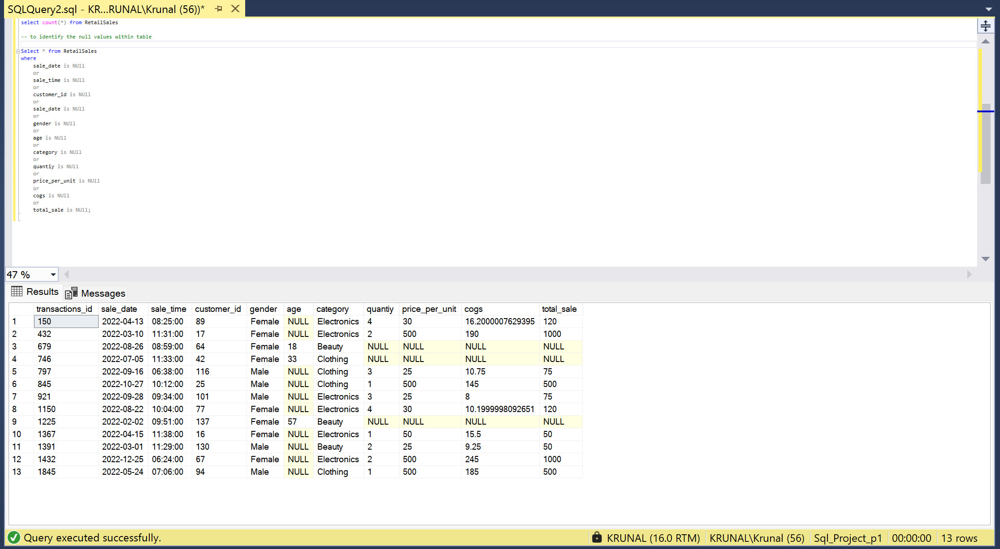 SQLQuery2.sql - KR...RUNAL\Krunal (56))*
select count(*) from RetailSales
-- to identify the null values within table
Select * from RetailSales
where
sale_date is NUll
or
sale_time is NUll
or
customer_id is NUll
or
sale_date is NUll
or
gender is NUll
or
age is NUll
or
category is NUll
or
quantiy is NUll
or
price_per_unit is NUll
or
cogs is NUll
or
total_sale is NUll;
47 %
Results Messages
transactions_id sale_date sale_time customer_id gender age category quantiy price_per_unit cogs total_sale
1 150 2022-04-13 08:25:00 89 Female NULL Electronics 4 30 16.2000007629395 120
2 432 2022-03-10 11:31:00 17 Female NULL Electronics 2 500 190 1000
3 679 2022-08-26 08:59:00 64 Female 18 Beauty NULL NULL NULL NULL
4 746 2022-07-05 11:33:00 42 Female 33 Clothing NULL NULL NULL NULL
5 797 2022-09-16 06:38:00 116 Male NULL Clothing 3 25 10.75 75
6 845 2022-10-27 10:12:00 25 Male NULL Clothing 1 500 145 500
7 921 2022-09-28 09:34:00 101 Male NULL Electronics 3 25 8 75
8 1150 2022-08-22 10:04:00 77 Female NULL Electronics 4 30 10.1999998092651 120
9 1225 2022-02-02 09:51:00 137 Female 57 Beauty NULL NULL NULL NULL
10 1367 2022-04-15 11:38:00 16 Female NULL Electronics 1 50 15.5 50
11 1391 2022-03-01 11:29:00 130 Male NULL Beauty 2 25 9.25 50
12 1432 2022-12-25 06:24:00 67 Female NULL Electronics 2 500 245 1000
13 1845 2022-05-24 07:06:00 94 Male NULL Clothing 1 500 185 500
Query executed successfully. KRUNAL (16.0 RTM) KRUNAL\Krunal (56) Sql_Project_p1 00:00:00 13 rows